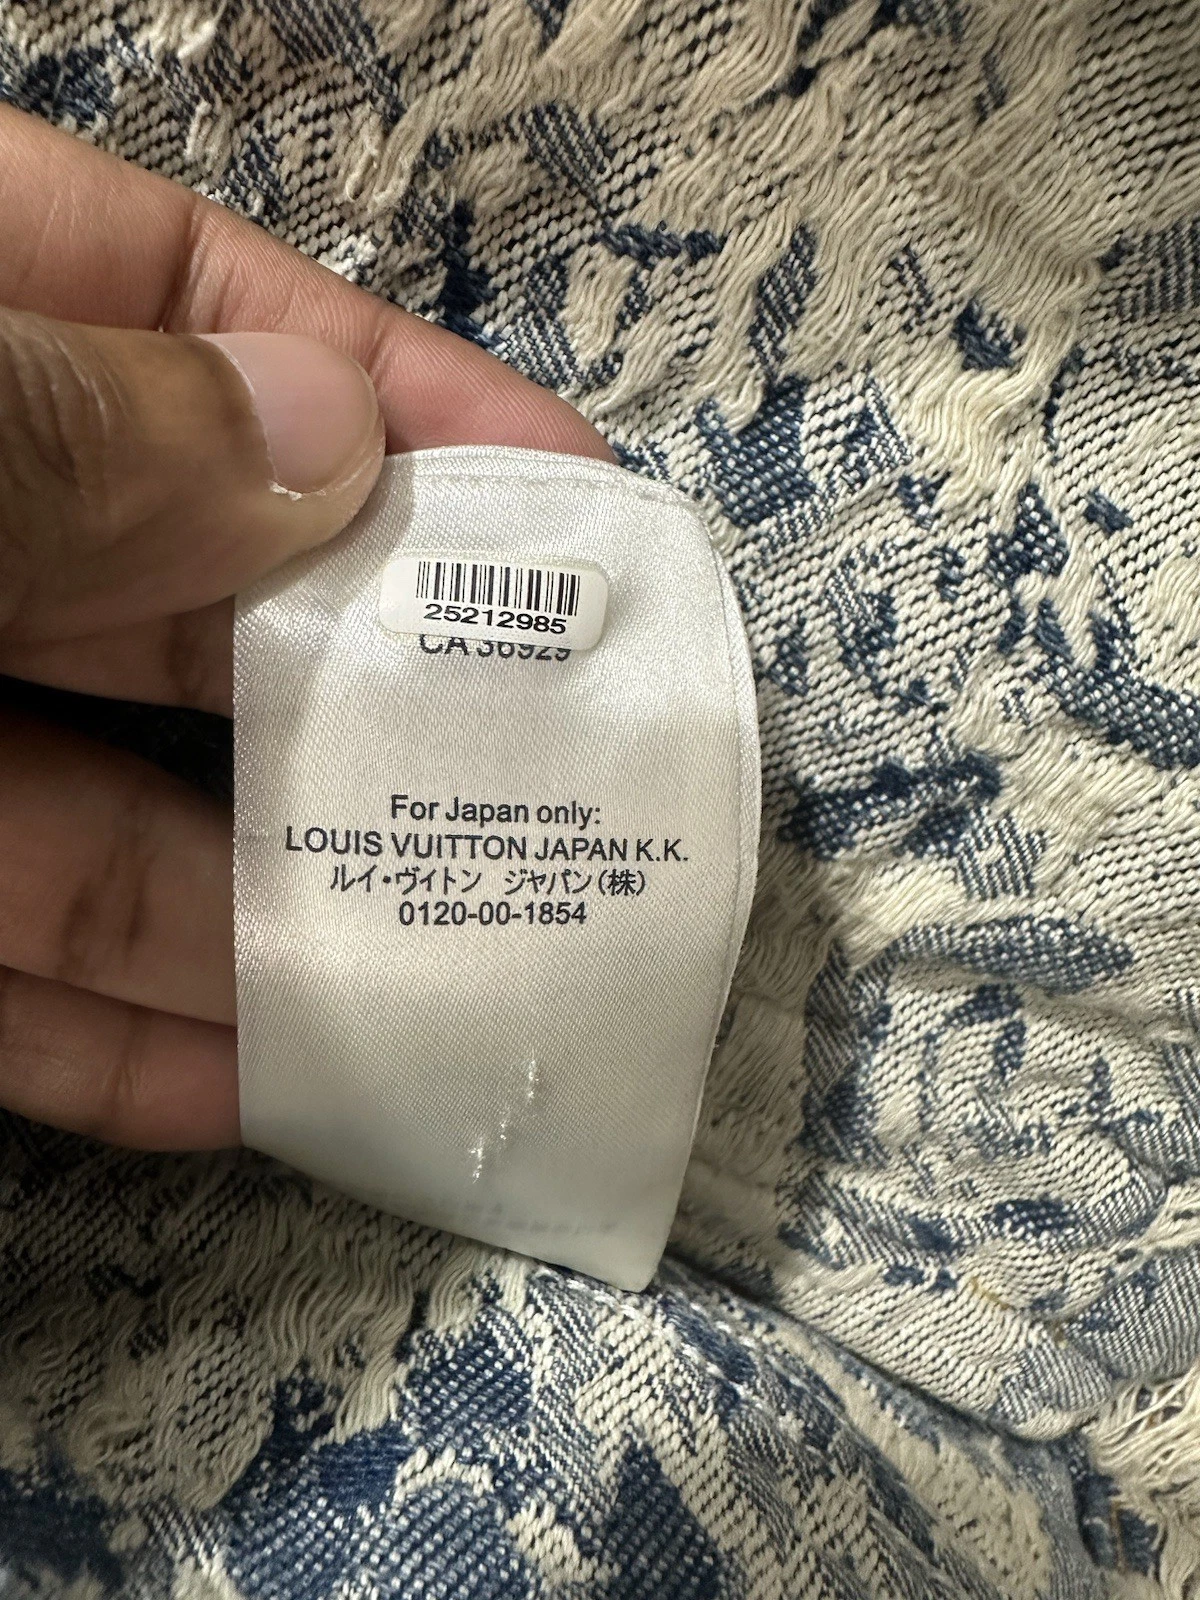 25212985
CA 36929
For Japan only:
LOUIS VUITTON JAPAN K.K.
ルイ・ヴィトン ジャパン(株)
0120-00-1854